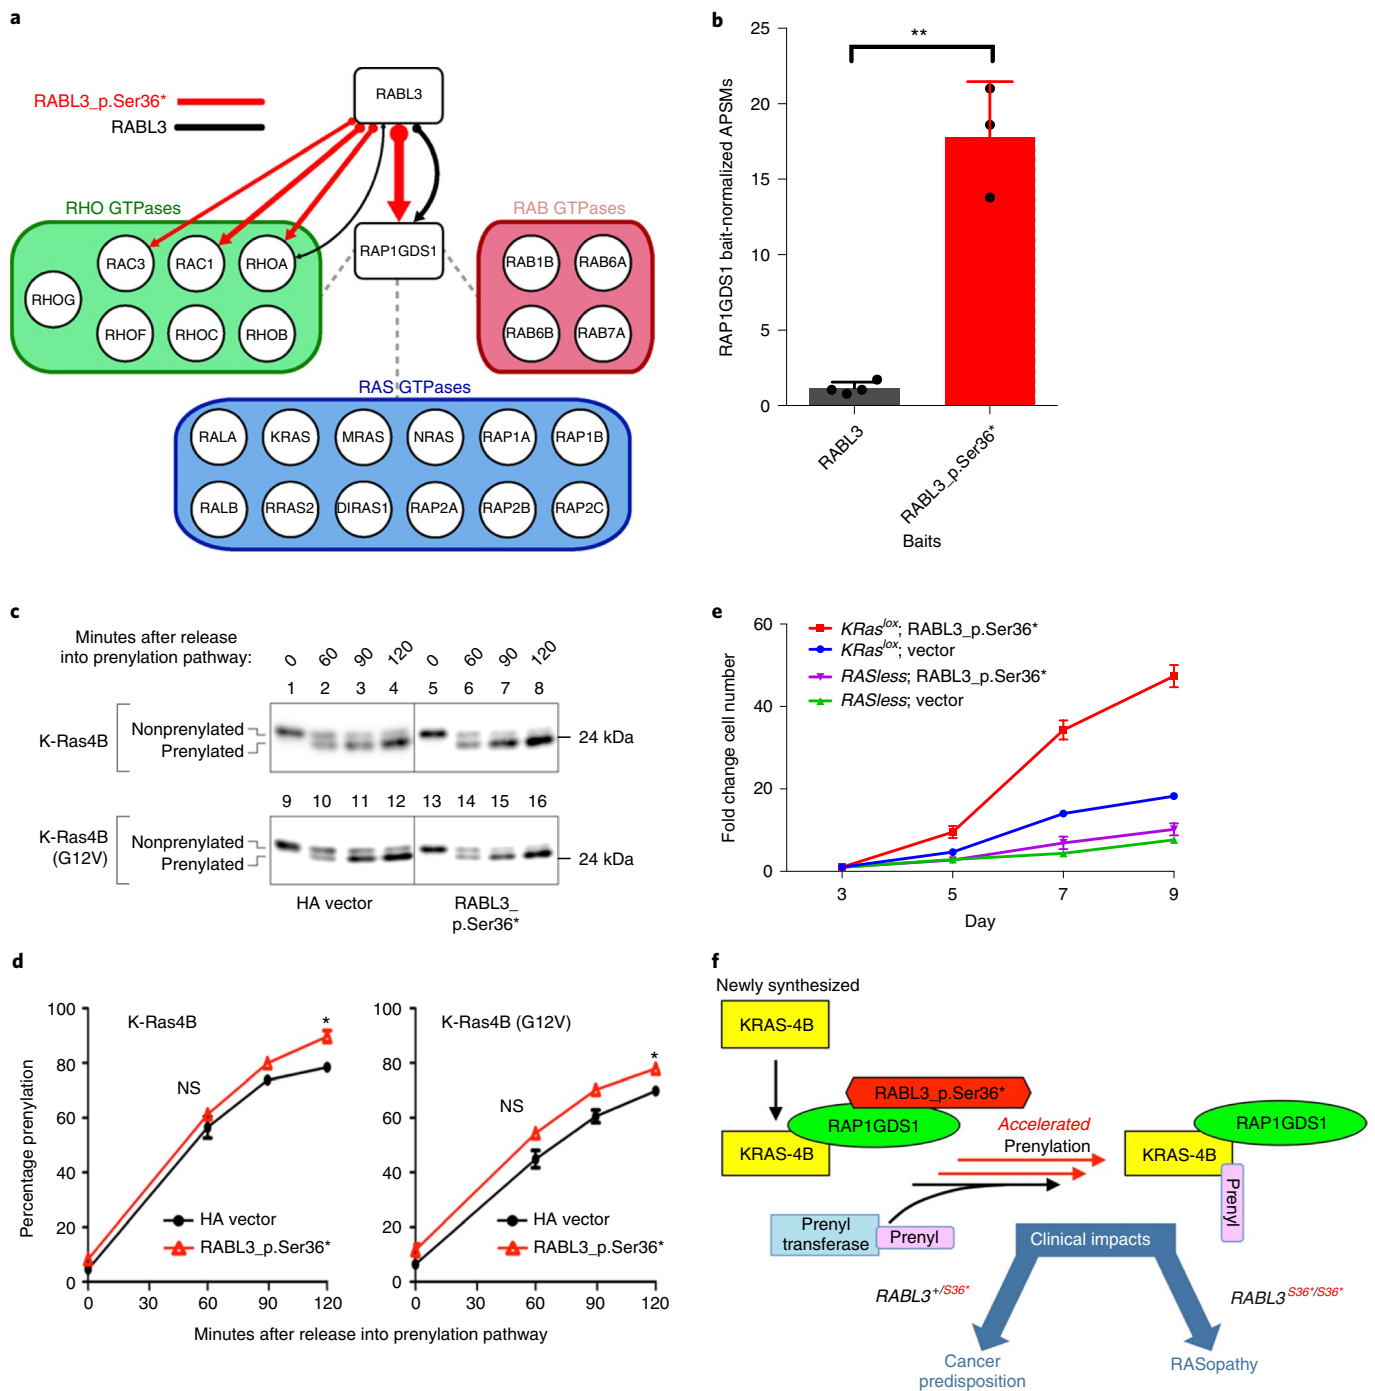 a
RABL3_p.Ser36*
RABL3
RABL3
RHO GTPases
RAC3
RAC1
RHOA
RHOG
RHOF
RHOC
RHOB
RAP1GDS1
RAB GTPases
RAB1B
RAB6A
RAB6B
RAB7A
RAS GTPases
RALA
KRAS
MRAS
NRAS
RAP1A
RAP1B
RALB
RRAS2
DIRAS1
RAP2A
RAP2B
RAP2C
b
RAP1GDS1 bait-normalized APSMs
25
20
15
10
5
0
**
RABL3
RABL3_p.Ser36*
Baits
c
Minutes after release
into prenylation pathway:
0 60 90 120 0 60 90 120
1 2 3 4 5 6 7 8
K-Ras4B
Nonprenylated
Prenylated
24 kDa
9 10 11 12 13 14 15 16
K-Ras4B
(G12V)
Nonprenylated
Prenylated
24 kDa
HA vector
RABL3_
p.Ser36*
e
Fold change cell number
60
40
20
0
KRas^lox; RABL3_p.Ser36*
KRas^lox; vector
RASless; RABL3_p.Ser36*
RASless; vector
3 5 7 9
Day
d
Percentage prenylation
100
80
60
40
20
0
K-Ras4B
*
NS
HA vector
RABL3_p.Ser36*
0 30 60 90 120
100
80
60
40
20
0
K-Ras4B (G12V)
*
NS
HA vector
RABL3_p.Ser36*
0 30 60 90 120
Minutes after release into prenylation pathway
f
Newly synthesized
KRAS-4B
RABL3_p.Ser36*
RAP1GDS1
KRAS-4B
Accelerated
Prenylation
RAP1GDS1
KRAS-4B
Prenyl
Prenyl
transferase
Prenyl
Clinical impacts
RABL3^+/S36*
RABL3^S36*/S36*
Cancer
predisposition
RASopathy